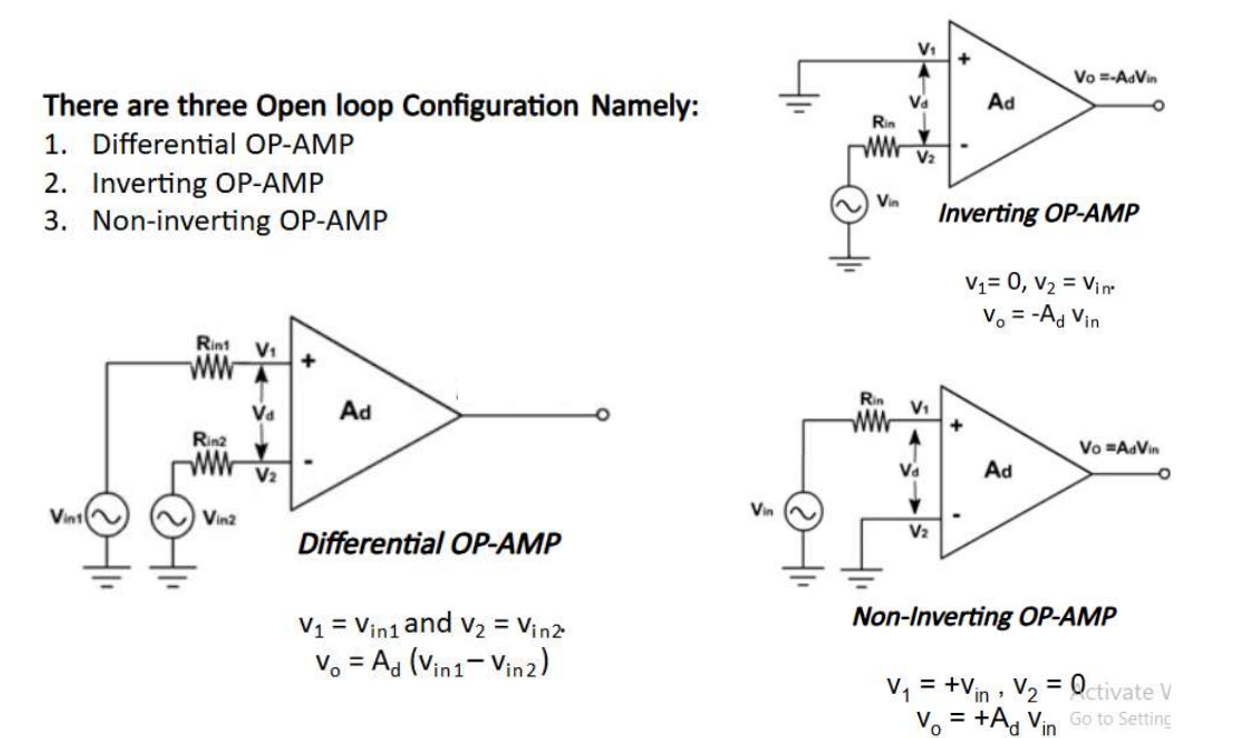 There are three Open loop Configuration Namely:
1. Differential OP-AMP
2. Inverting OP-AMP
3. Non-inverting OP-AMP
V₁
+
Vo =-AdVin
Vd
Ad
Rin
V₂
-
Vin
Inverting OP-AMP
v₁= 0, v₂ = vᵢₙ.
vₒ = -A_d vᵢₙ
Rin1 V₁
+
Vd
Ad
Rin2
V₂
-
Vin1
Vin2
Differential OP-AMP
v₁ = vᵢₙ₁ and v₂ = vᵢₙ₂.
vₒ = A_d (vᵢₙ₁− vᵢₙ₂)
Rin V₁
+
Vo =AdVin
Vd
Ad
Vin
-
V₂
Non-Inverting OP-AMP
v₁ = +vᵢₙ , v₂ = 0
vₒ = +A_d vᵢₙ
Activate V
Go to Setting